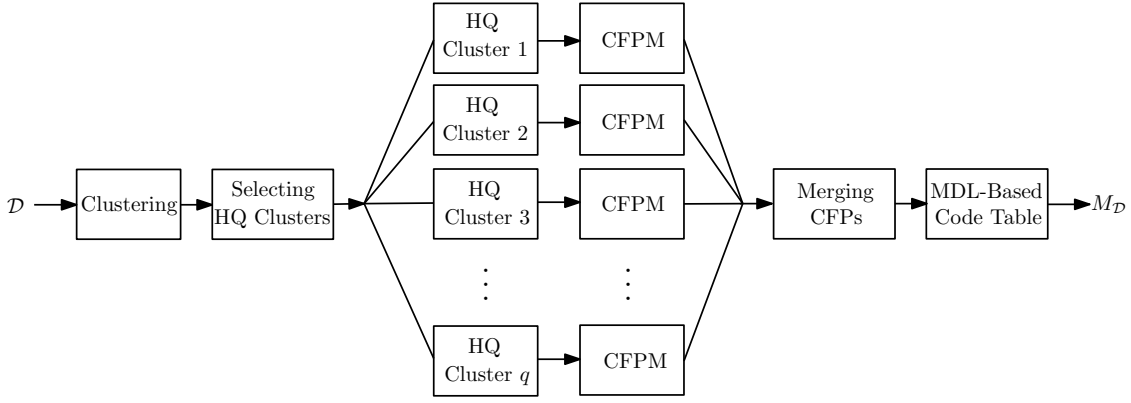 𝒟
Clustering
Selecting
HQ Clusters
HQ
Cluster 1
CFPM
HQ
Cluster 2
CFPM
HQ
Cluster 3
CFPM
⋮ ⋮
HQ
Cluster q
CFPM
Merging
CFPs
MDL-Based
Code Table
M_𝒟